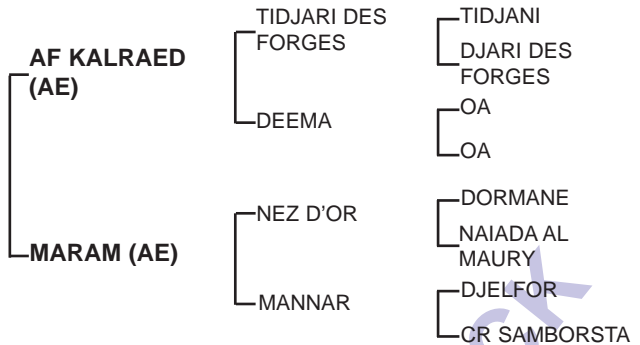 AF KALRAED
(AE)
TIDJARI DES
FORGES
TIDJANI
DJARI DES
FORGES
DEEMA
OA
OA
MARAM (AE)
NEZ D'OR
DORMANE
NAIADA AL
MAURY
MANNAR
DJELFOR
CR SAMBORSTA
CK